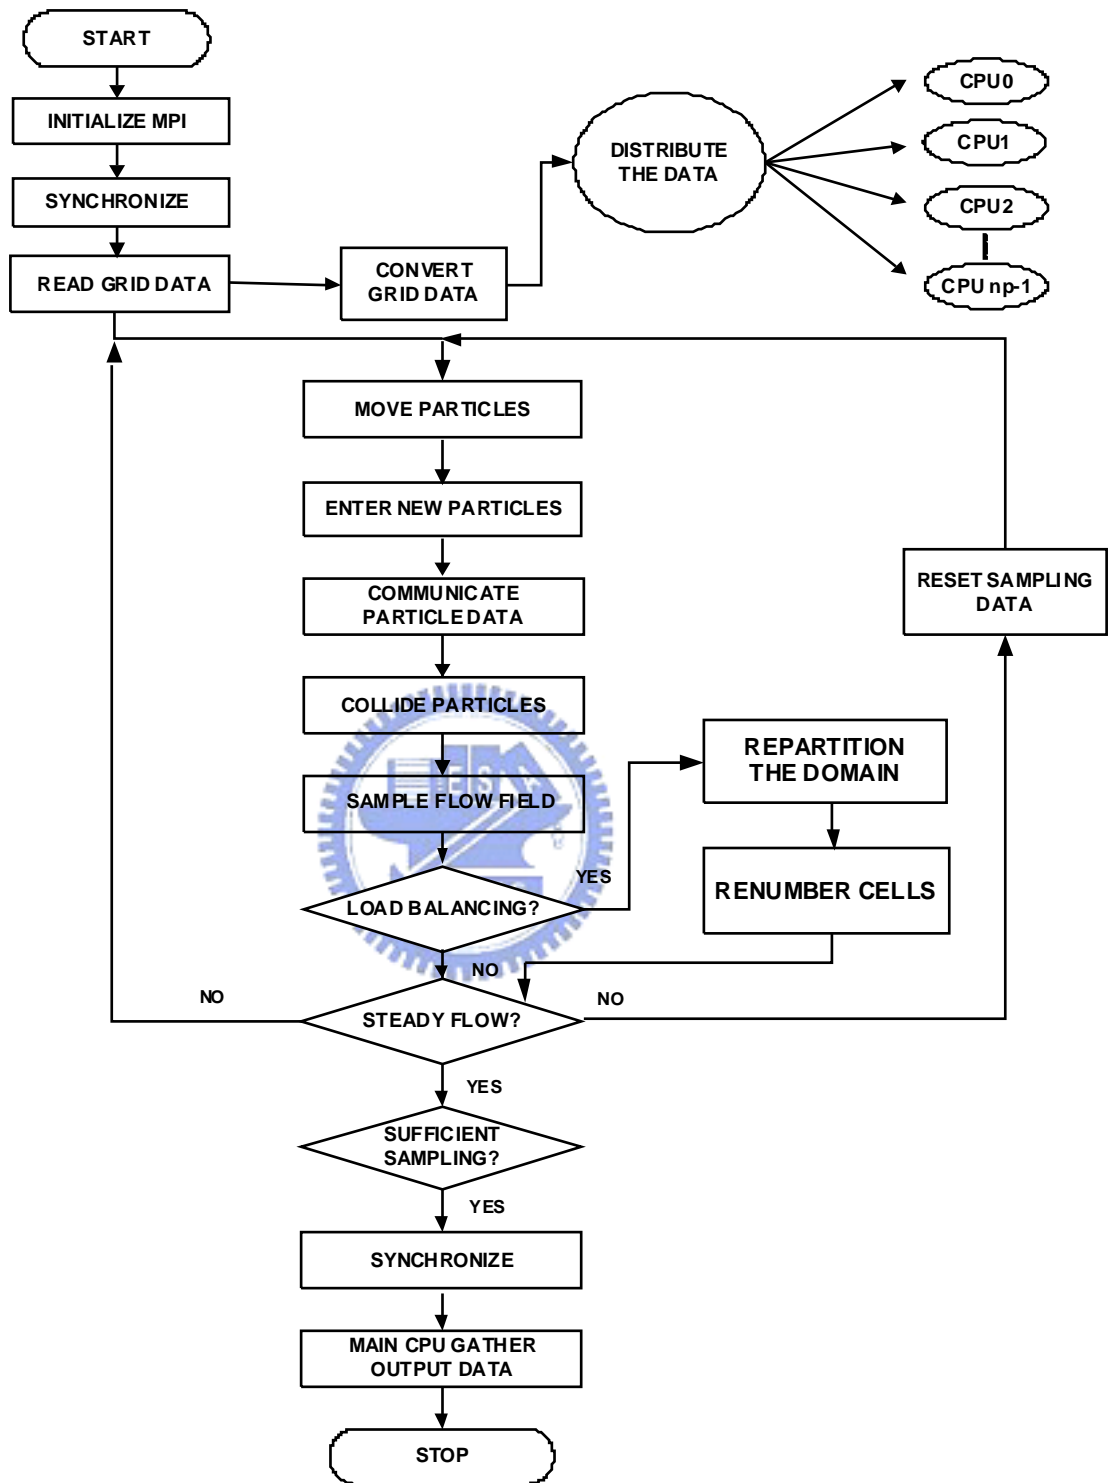 START
INITIALIZE MPI
SYNCHRONIZE
READ GRID DATA
CONVERT
GRID DATA
DISTRIBUTE
THE DATA
CPU0
CPU1
CPU2
CPU np-1
MOVE PARTICLES
ENTER NEW PARTICLES
COMMUNICATE
PARTICLE DATA
COLLIDE PARTICLES
SAMPLE FLOW FIELD
LOAD BALANCING?
YES
REPARTITION
THE DOMAIN
RENUMBER CELLS
RESET SAMPLING
DATA
NO
STEADY FLOW?
NO
NO
YES
SUFFICIENT
SAMPLING?
YES
SYNCHRONIZE
MAIN CPU GATHER
OUTPUT DATA
STOP